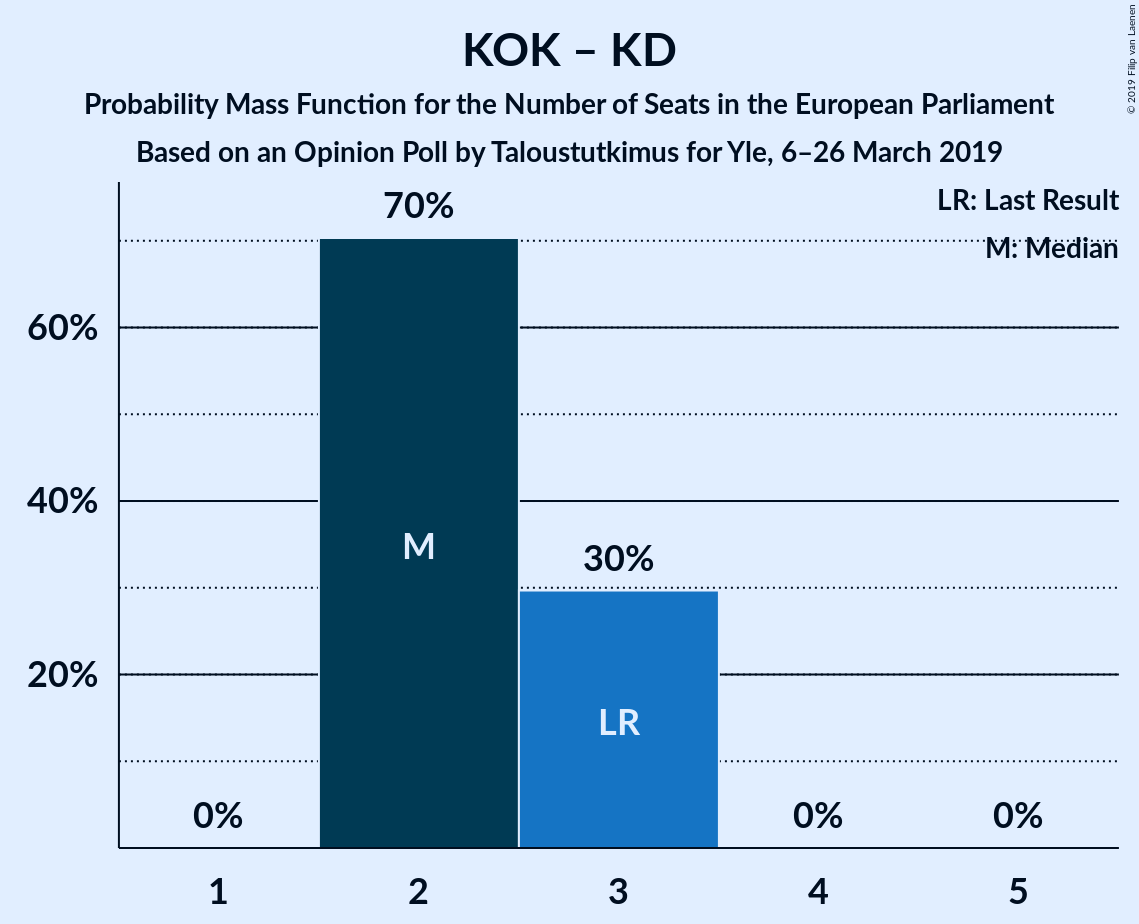 KOK – KD
Probability Mass Function for the Number of Seats in the European Parliament
Based on an Opinion Poll by Taloustutkimus for Yle, 6–26 March 2019
© 2019 Filip van Laenen
LR: Last Result
M: Median
70%
60%
40%
M
30%
20%
LR
0%
0%
0%
1
2
3
4
5